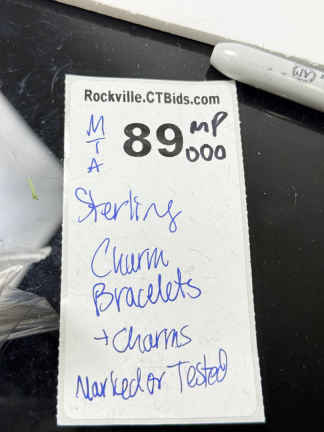 Rockville.CTBids.com
M
T
A
89
MP
000
Sterling
Charm
Bracelets
+ Charms
Marked or Tested